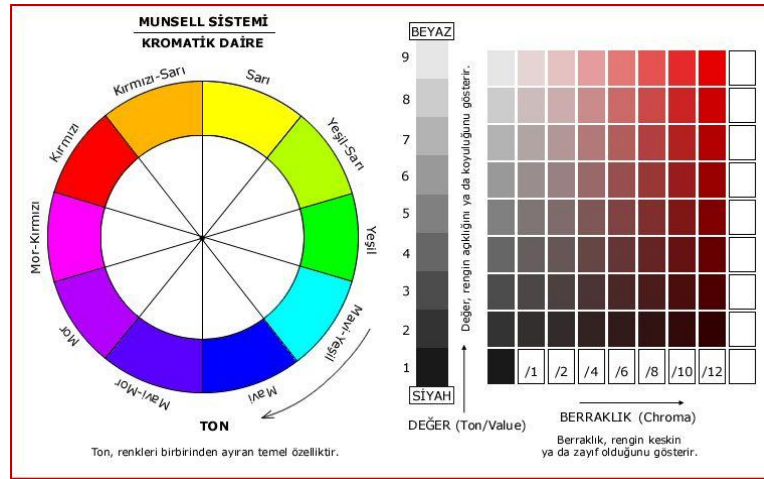 MUNSELL SİSTEMİ
KROMATİK DAİRE
Sarı
Yeşil-Sarı
Yeşil
Mavi-Yeşil
Mavi
Mavi-Mor
Mor
Mor-Kırmızı
Kırmızı
Kırmızı-Sarı
TON
Ton, renkleri birbirinden ayıran temel özelliktir.
BEYAZ
9
8
7
6
5
4
3
2
1
SİYAH
Değer, rengin açıklığını ya da koyuluğunu gösterir.
DEĞER (Ton/Value)
/1 /2 /4 /6 /8 /10 /12
BERRAKLIK (Chroma)
Berraklık, rengin keskin
ya da zayıf olduğunu gösterir.